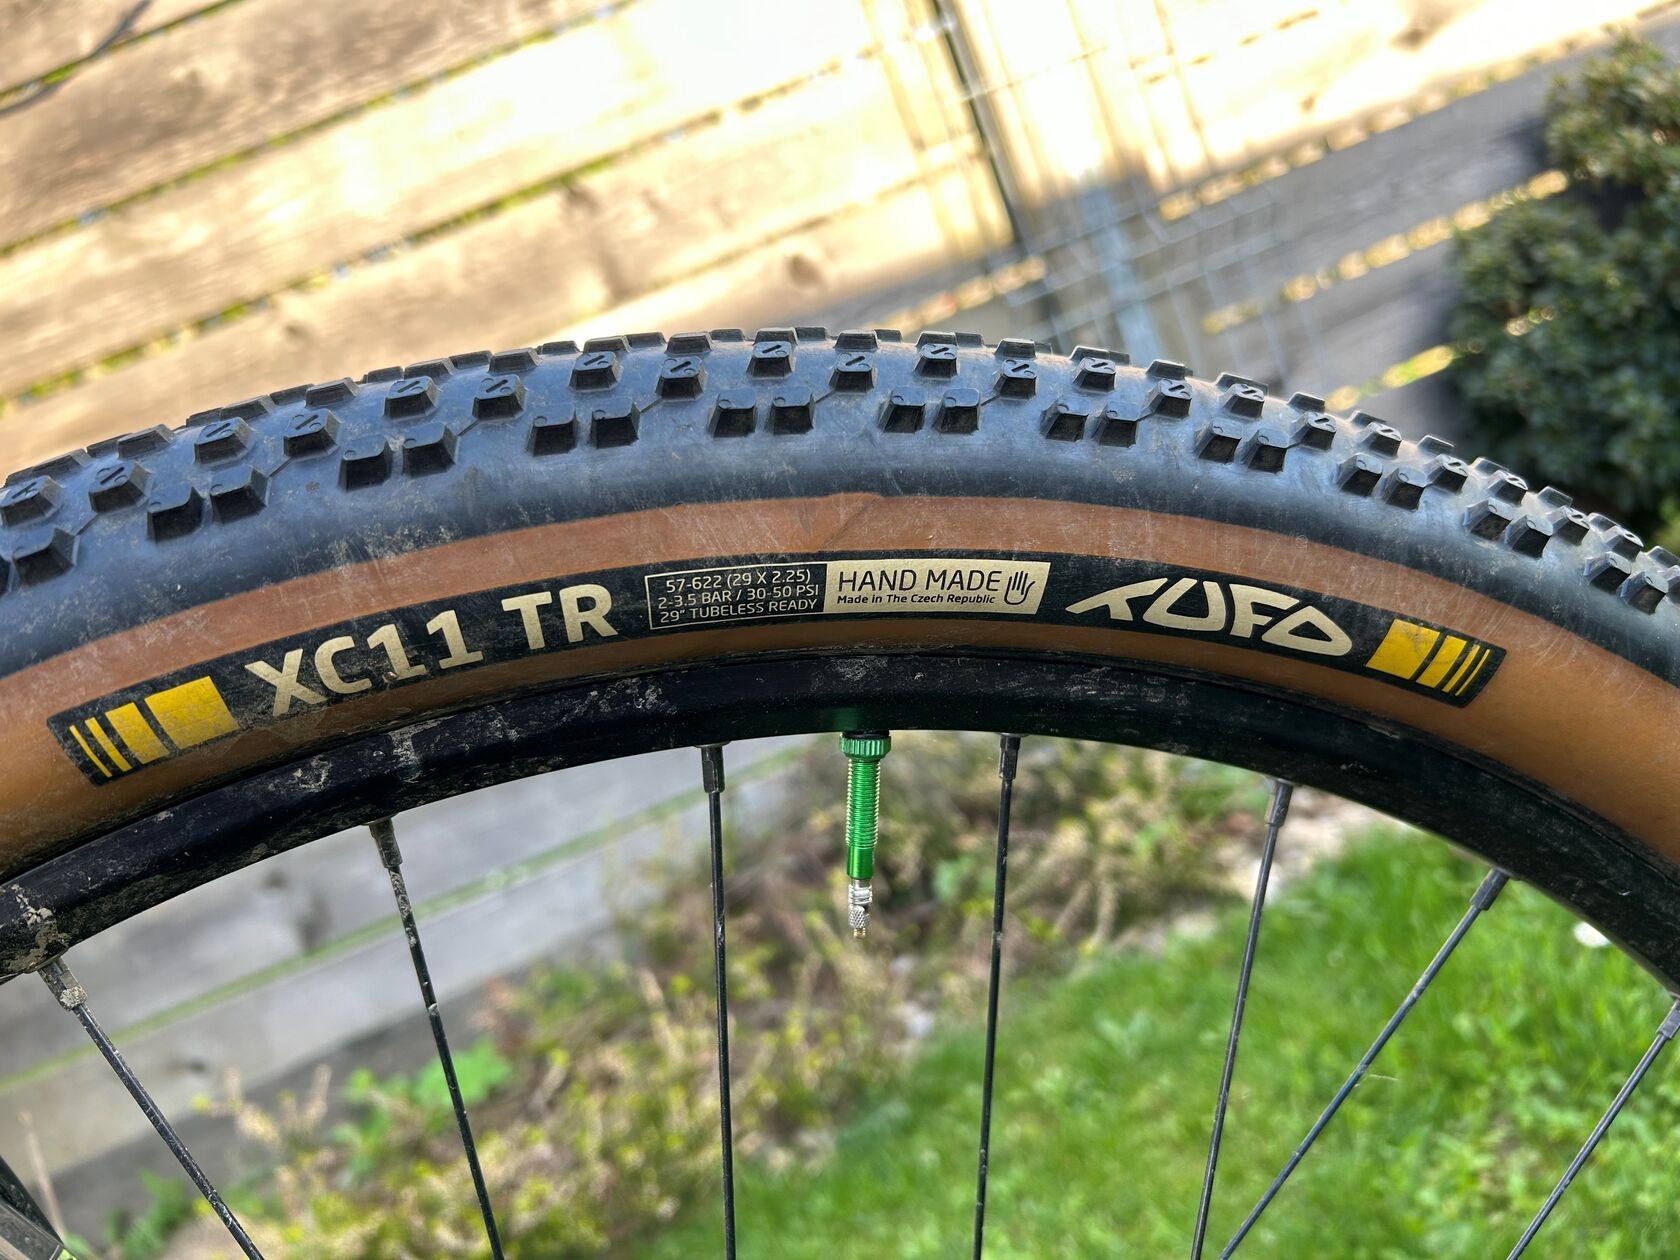 XC11 TR
57-622 (29 X 2.25)
2-3.5 BAR / 30-50 PSI
29" TUBELESS READY
HAND MADE
Made in The Czech Republic
TUFO